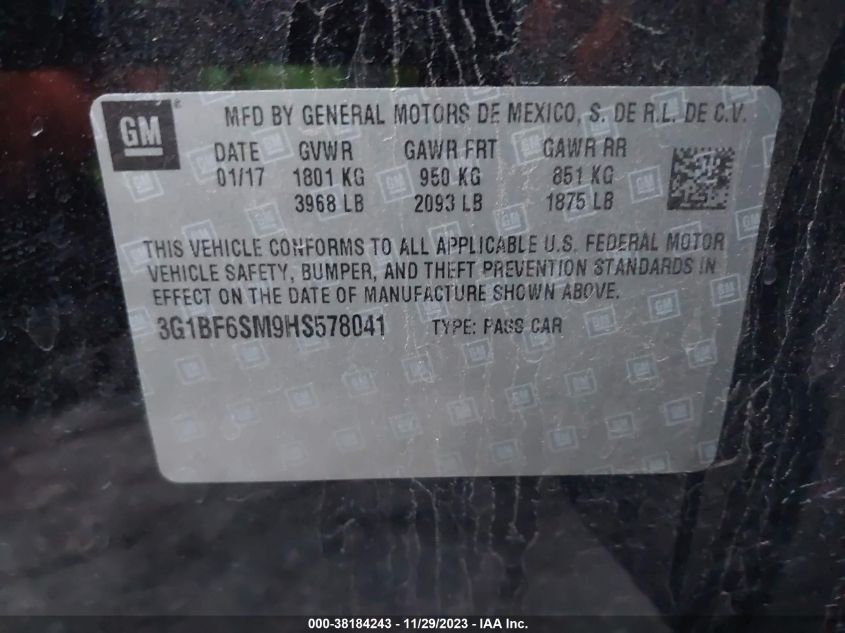 GM
MFD BY GENERAL MOTORS DE MEXICO, S. DE R.L. DE C.V.
DATE GVWR GAWR FRT GAWR RR
01/17 1801 KG 950 KG 851 KG
3968 LB 2093 LB 1875 LB
THIS VEHICLE CONFORMS TO ALL APPLICABLE U.S. FEDERAL MOTOR
VEHICLE SAFETY, BUMPER, AND THEFT PREVENTION STANDARDS IN
EFFECT ON THE DATE OF MANUFACTURE SHOWN ABOVE.
3G1BF6SM9HS578041 TYPE: PASS CAR
000-38184243 - 11/29/2023 - IAA Inc.